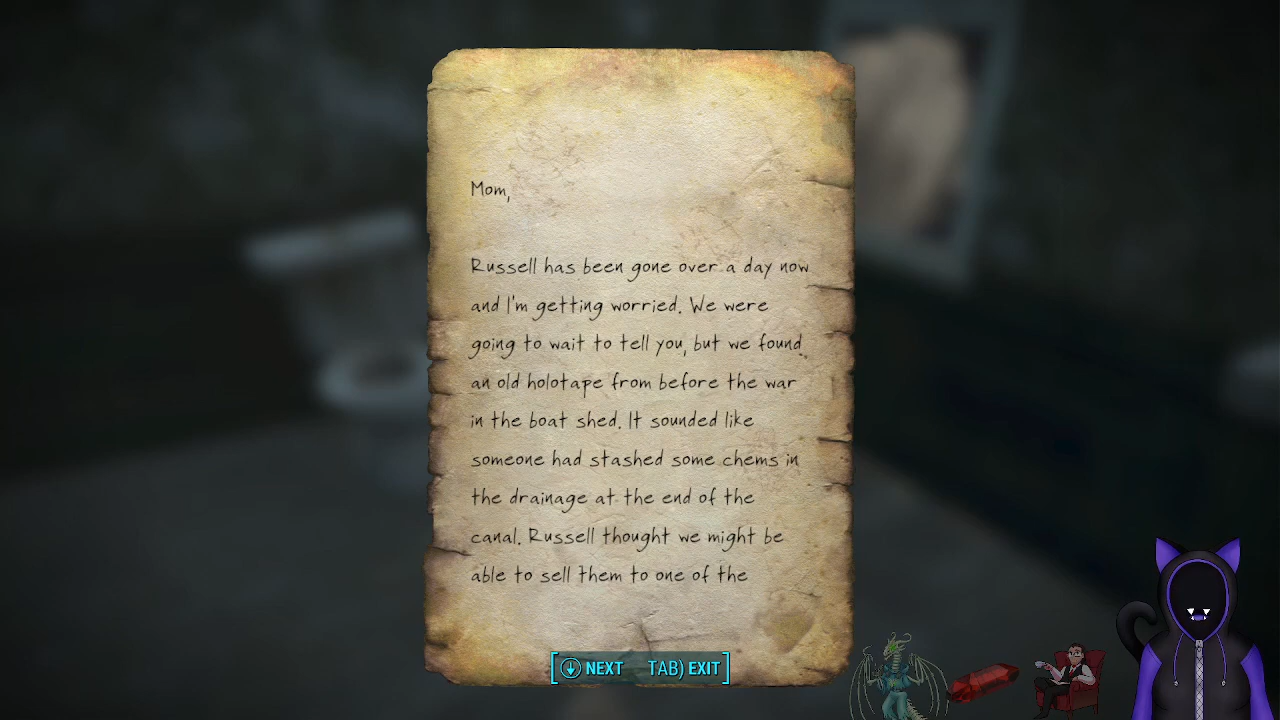 Mom,
Russell has been gone over a day now
and I'm getting worried. We were
going to wait to tell you, but we found
an old holotape from before the war
in the boat shed. It sounded like
someone had stashed some chems in
the drainage at the end of the
canal. Russell thought we might be
able to sell them to one of the
NEXT TAB) EXIT